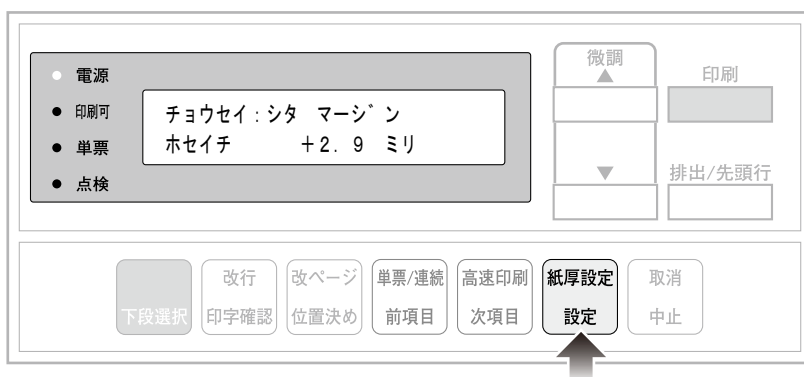 微調
電源
印刷
印刷可
チョウセイ:シタ マージ゛ン
ホセイチ +2.9 ミリ
単票
点検
排出/先頭行
改行 改ページ 単票/連続 高速印刷 紙厚設定 取消
下段選択 印字確認 位置決め 前項目 次項目 設定 中止